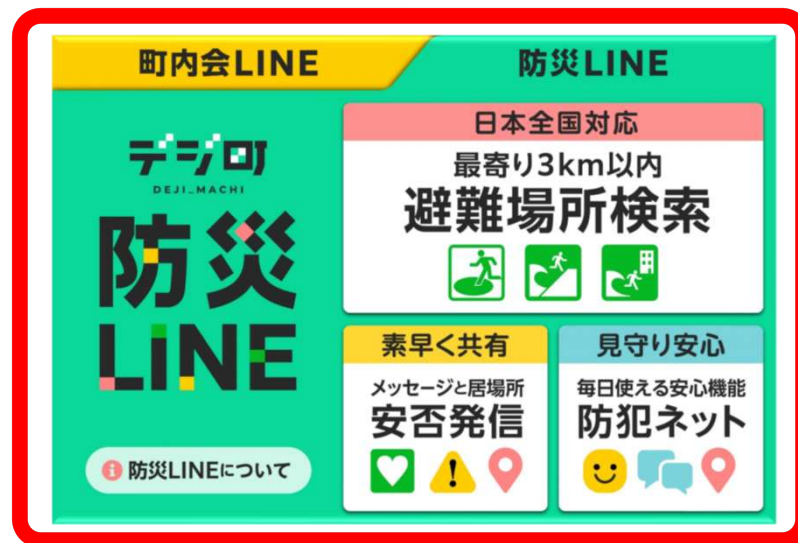 町内会LINE
防災LINE
デジ町
DEJI_MACHI
防災
LINE
防災LINEについて
日本全国対応
最寄り3km以内
避難場所検索
素早く共有
メッセージと居場所
安否発信
見守り安心
毎日使える安心機能
防犯ネット